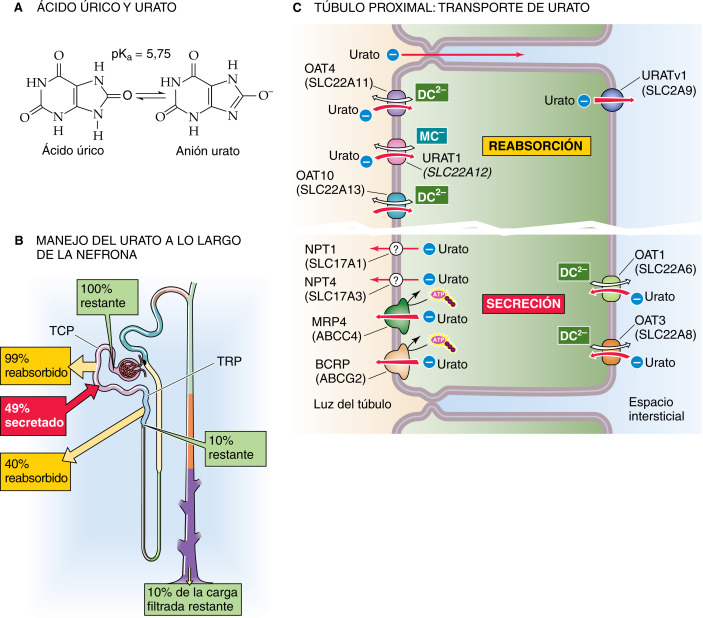 A ÁCIDO ÚRICO Y URATO
pKa = 5,75
O
H
N
HN
O
N
H
N
H
O
O
H
N
HN
O
N
H
N
O−
Ácido úrico
Anión urato
B MANEJO DEL URATO A LO LARGO
DE LA NEFRONA
100%
restante
TCP
99%
reabsorbido
TRP
49%
secretado
10%
restante
40%
reabsorbido
10% de la carga
filtrada restante
C TÚBULO PROXIMAL: TRANSPORTE DE URATO
Urato −
OAT4
(SLC22A11)
DC2−
Urato −
URATv1
(SLC2A9)
Urato −
MC−
Urato −
URAT1
(SLC22A12)
REABSORCIÓN
OAT10
(SLC22A13)
DC2−
NPT1
(SLC17A1)
? − Urato
NPT4
(SLC17A3)
? − Urato
ATP
MRP4
(ABCC4)
− Urato
SECRECIÓN
OAT1
(SLC22A6)
DC2−
− Urato
ATP
BCRP
(ABCG2)
− Urato
OAT3
(SLC22A8)
DC2−
− Urato
Luz del túbulo
Espacio
intersticial